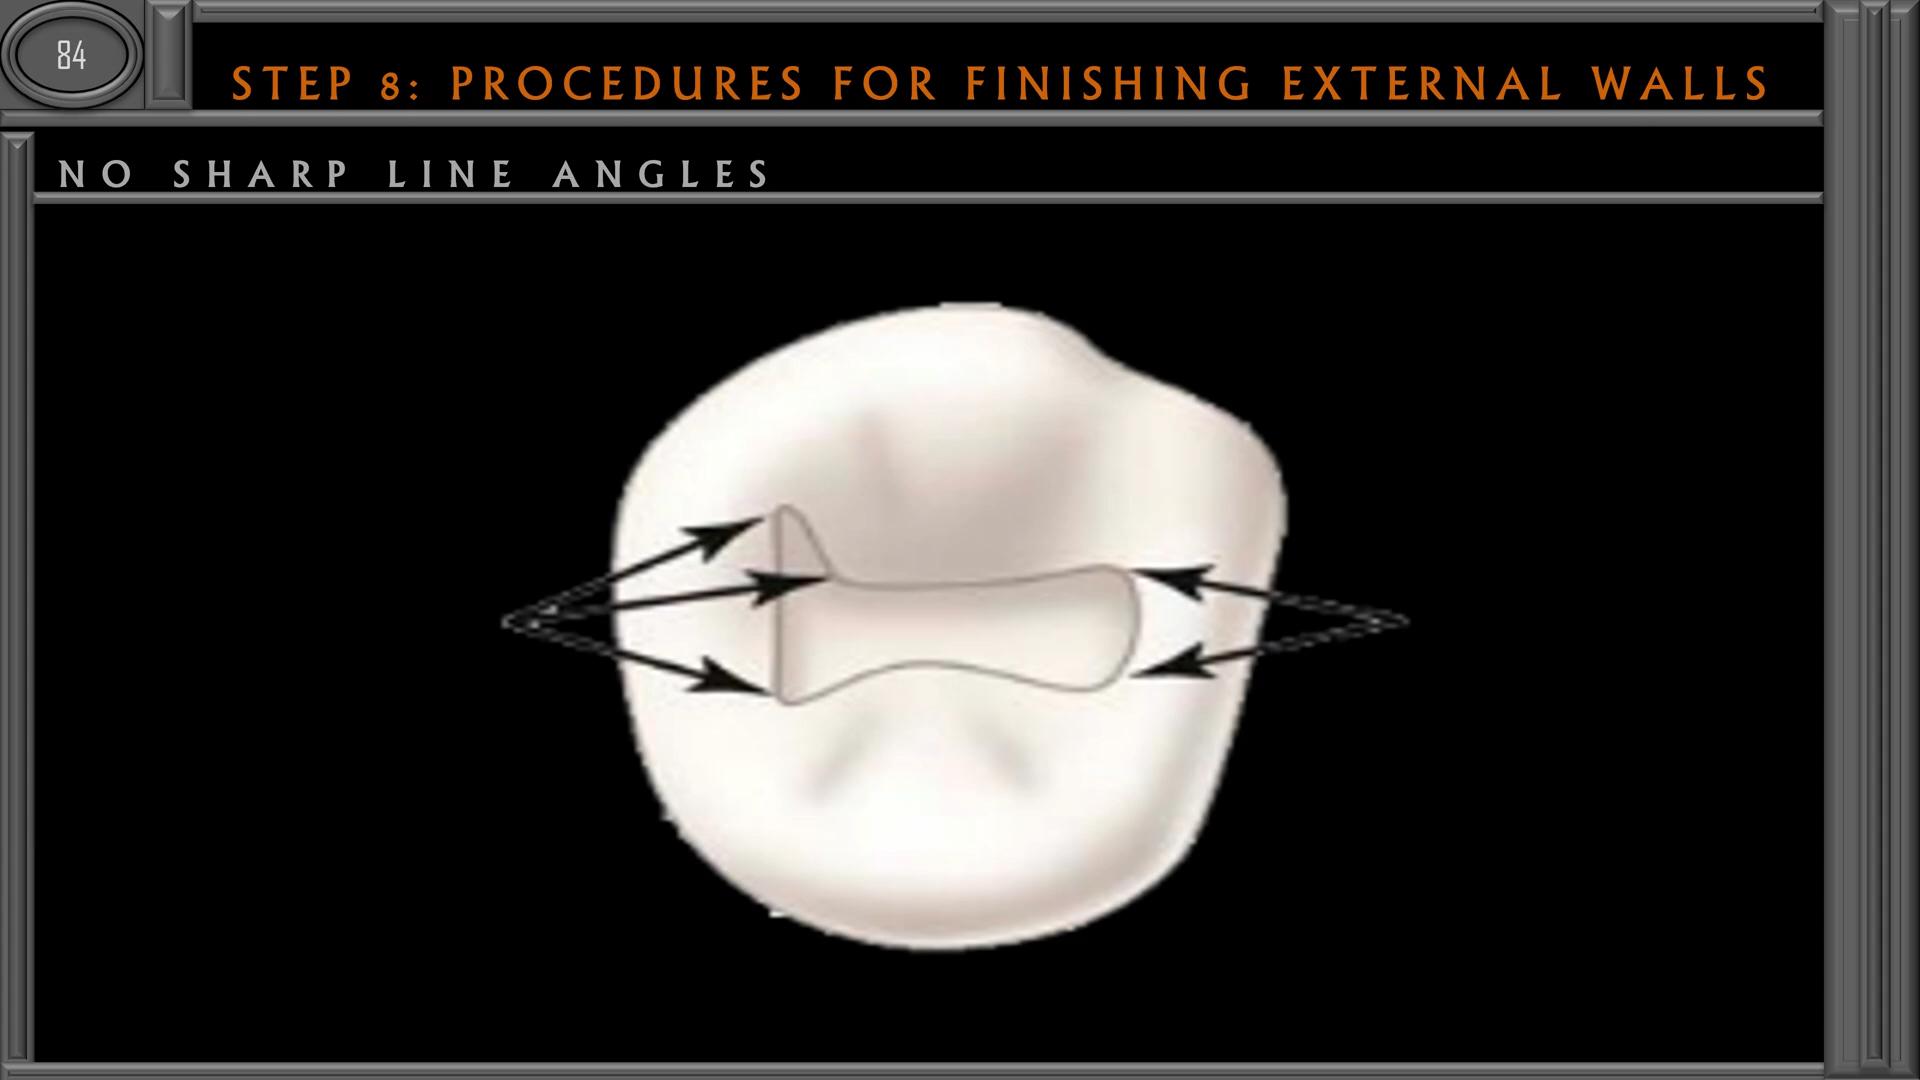 84
STEP 8: PROCEDURES FOR FINISHING EXTERNAL WALLS
NO SHARP LINE ANGLES